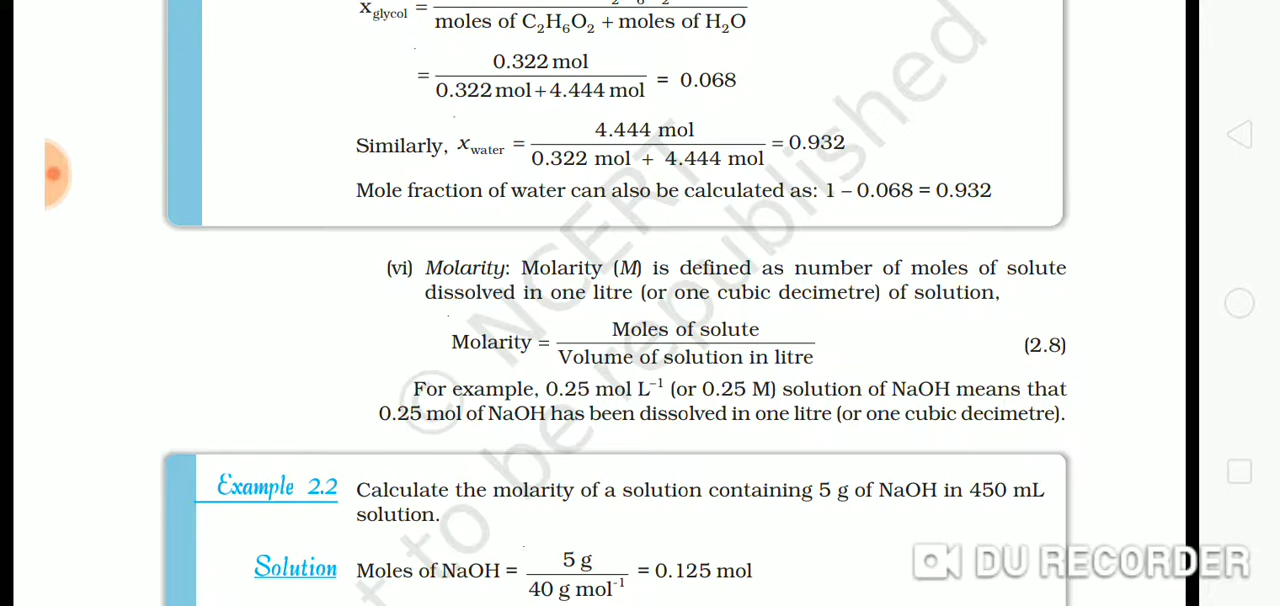 x glycol =
moles of C₂H₆O₂ + moles of H₂O
= 0.322 mol / 0.322 mol + 4.444 mol = 0.068
Similarly, x water = 4.444 mol / 0.322 mol + 4.444 mol = 0.932
Mole fraction of water can also be calculated as: 1 – 0.068 = 0.932
(vi) Molarity: Molarity (M) is defined as number of moles of solute
dissolved in one litre (or one cubic decimetre) of solution,
Molarity = Moles of solute / Volume of solution in litre (2.8)
For example, 0.25 mol L⁻¹ (or 0.25 M) solution of NaOH means that
0.25 mol of NaOH has been dissolved in one litre (or one cubic decimetre).
Example 2.2 Calculate the molarity of a solution containing 5 g of NaOH in 450 mL
solution.
Solution Moles of NaOH = 5 g / 40 g mol⁻¹ = 0.125 mol
© NCERT
t to be republished
DU RECORDER